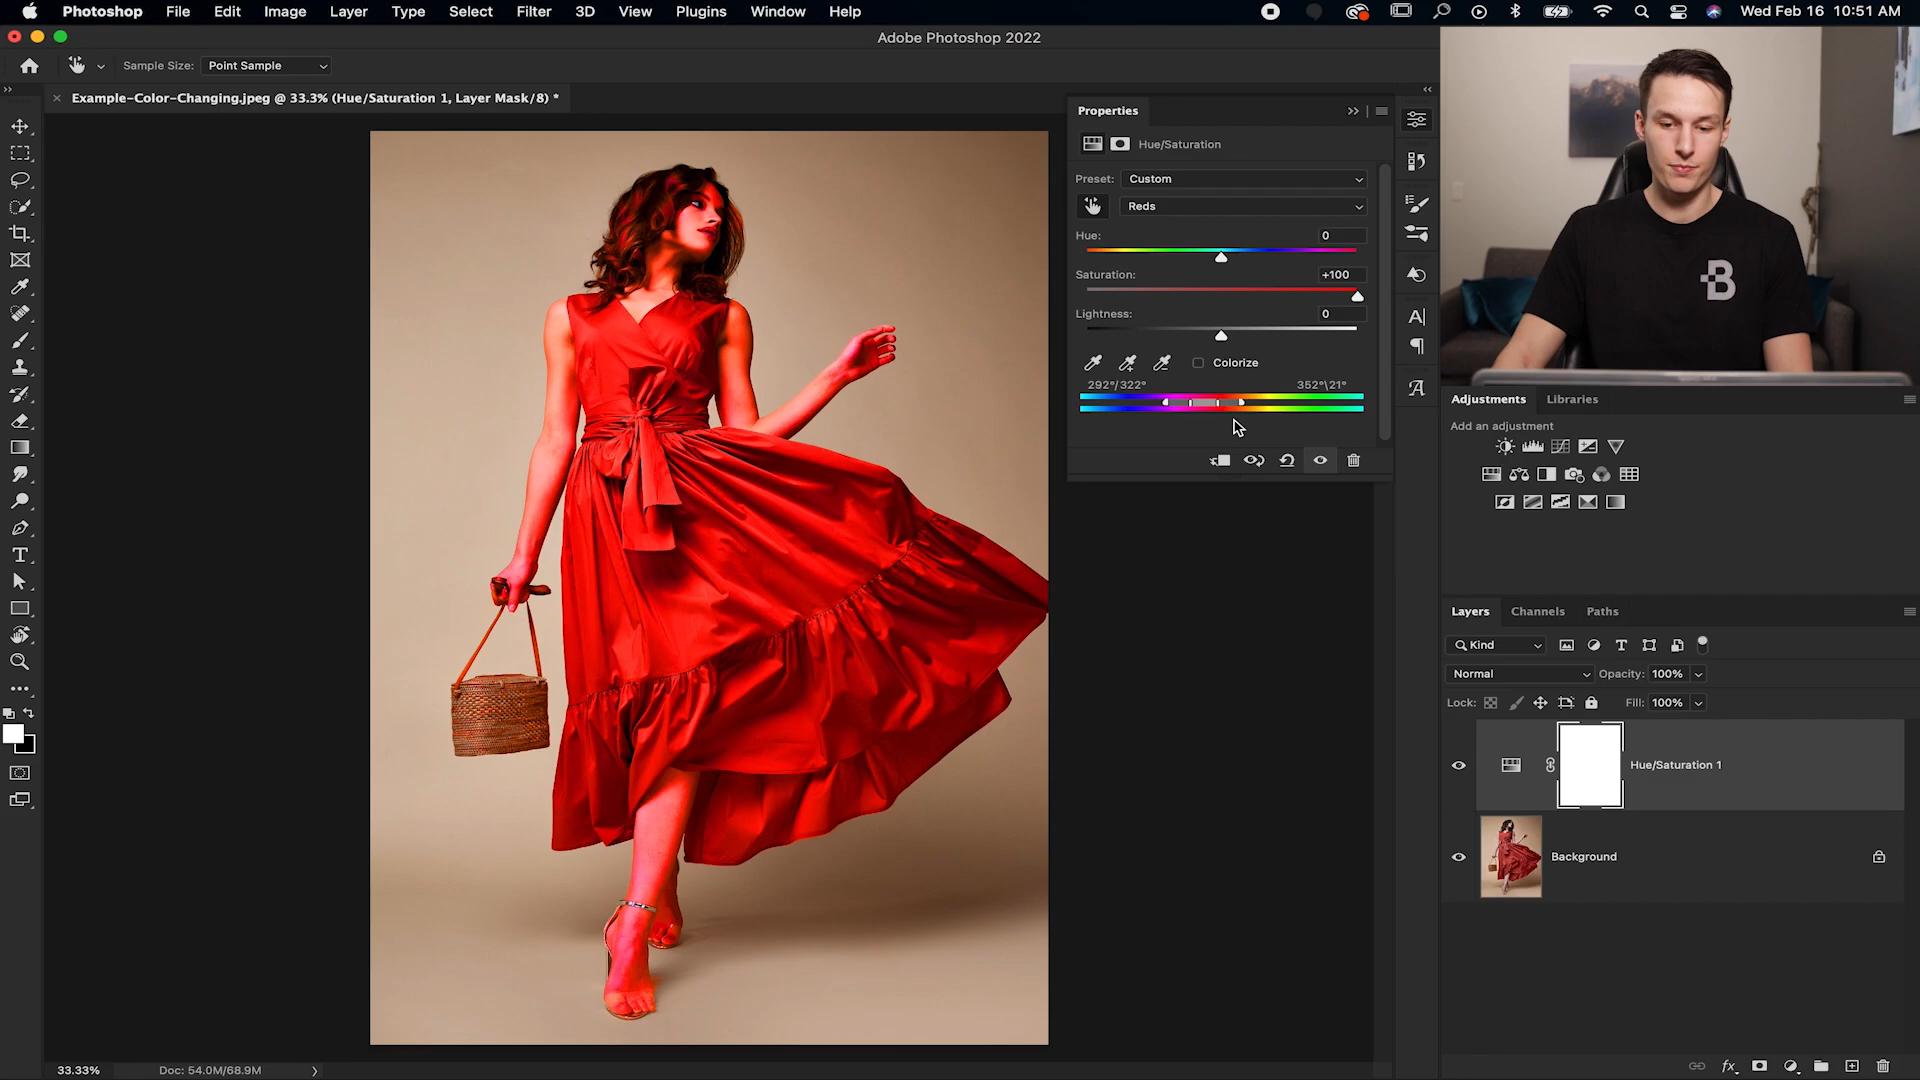 Photoshop File Edit Image Layer Type Select Filter 3D View Plugins Window Help
Wed Feb 16 10:51 AM
Adobe Photoshop 2022
Sample Size: Point Sample
Example-Color-Changing.jpeg @ 33.3% (Hue/Saturation 1, Layer Mask/8) *
Properties
Hue/Saturation
Preset: Custom
Reds
Hue: 0
Saturation: +100
Lightness: 0
Colorize
292°/322° 352°\21°
B
Adjustments Libraries
Add an adjustment
Layers Channels Paths
Kind
Normal Opacity: 100%
Lock: Fill: 100%
Hue/Saturation 1
Background
33.33% Doc: 54.0M/68.9M